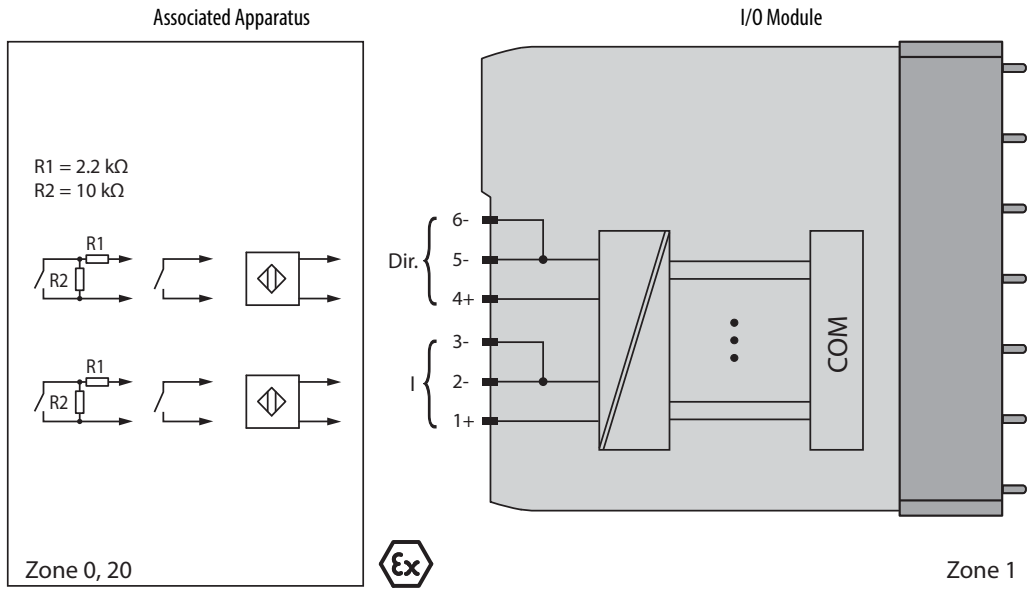 Associated Apparatus
I/O Module
R1 = 2.2 kΩ
R2 = 10 kΩ
R1
R2
Dir.
6-
5-
4+
R1
R2
I
3-
2-
1+
COM
Zone 0, 20
Ex
Zone 1